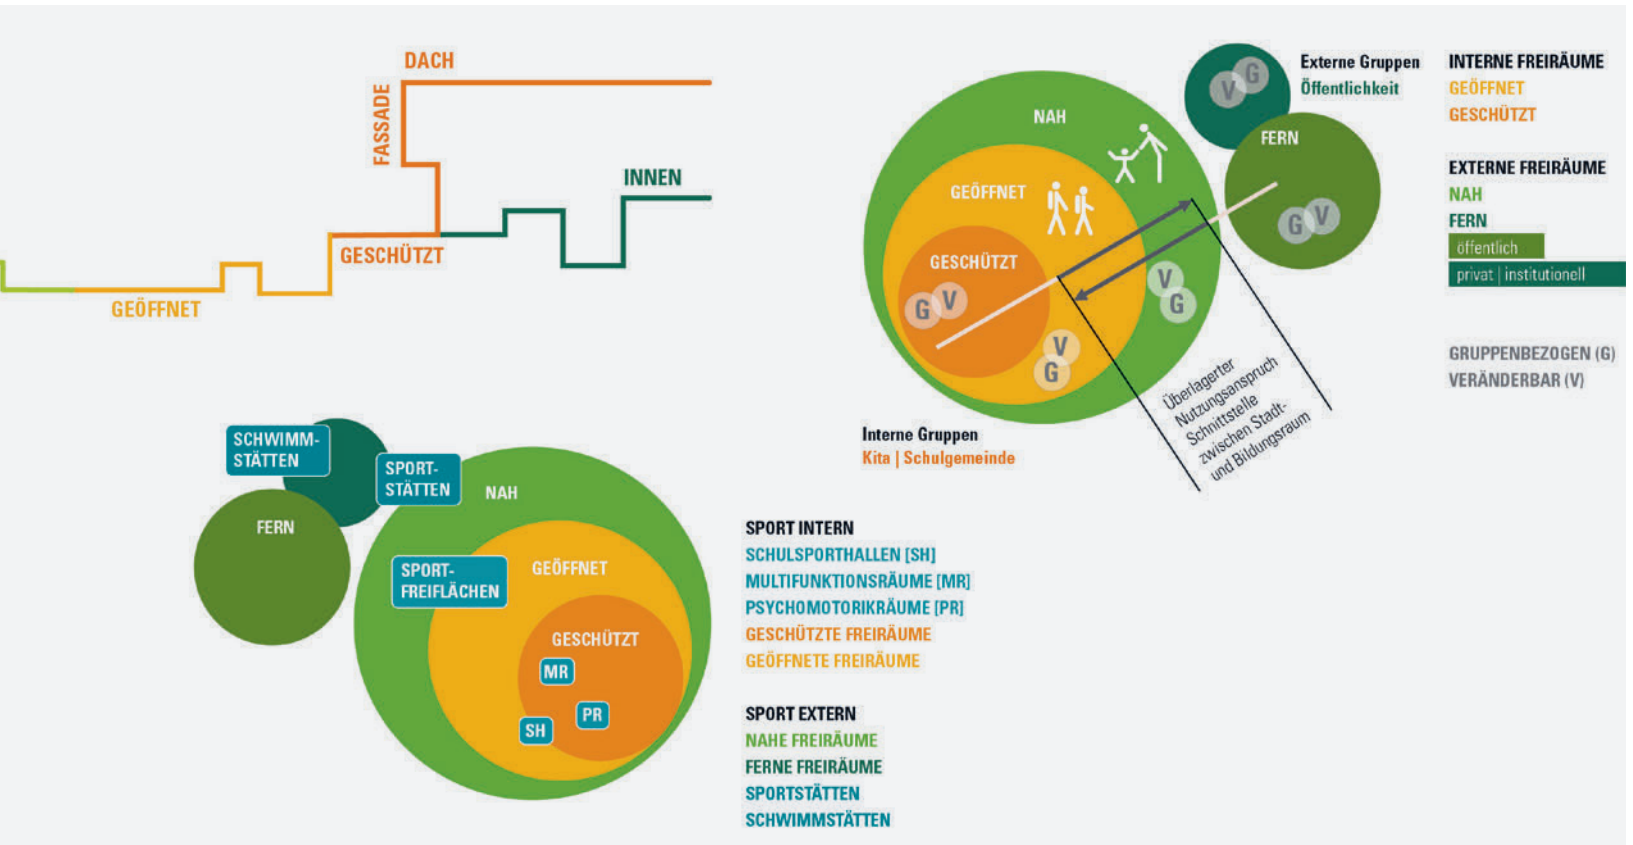 DACH
FASSADE
INNEN
GESCHÜTZT
GEÖFFNET
NAH
GEÖFFNET
GESCHÜTZT
G V
V
G
V
G
V G
FERN
G V
Externe Gruppen
Öffentlichkeit
Interne Gruppen
Kita | Schulgemeinde
Überlagerter
Nutzungsanspruch
Schnittstelle
zwischen Stadt-
und Bildungsraum
INTERNE FREIRÄUME
GEÖFFNET
GESCHÜTZT
EXTERNE FREIRÄUME
NAH
FERN
öffentlich
privat | institutionell
GRUPPENBEZOGEN (G)
VERÄNDERBAR (V)
SCHWIMM-
STÄTTEN
SPORT-
STÄTTEN
NAH
FERN
SPORT-
FREIFLÄCHEN
GEÖFFNET
GESCHÜTZT
MR
PR
SH
SPORT INTERN
SCHULSPORTHALLEN [SH]
MULTIFUNKTIONSRÄUME [MR]
PSYCHOMOTORIKRÄUME [PR]
GESCHÜTZTE FREIRÄUME
GEÖFFNETE FREIRÄUME
SPORT EXTERN
NAHE FREIRÄUME
FERNE FREIRÄUME
SPORTSTÄTTEN
SCHWIMMSTÄTTEN